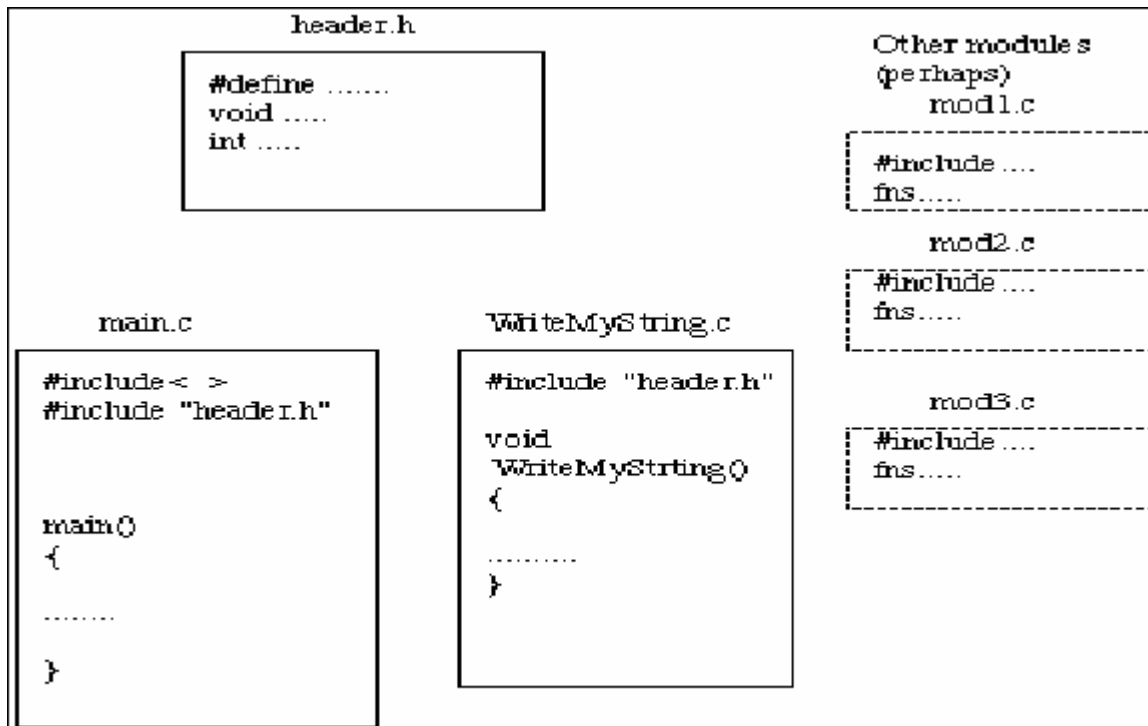 header.h
#define .......
void .....
int .....
Other modules
(perhaps)
mod1.c
#include ....
fns.....
mod2.c
#include ....
fns.....
mod3.c
#include ....
fns.....
main.c
#include< >
#include "header.h"
main()
{
........
}
WriteMyString.c
#include "header.h"
void
WriteMyStrting()
{
..........
}